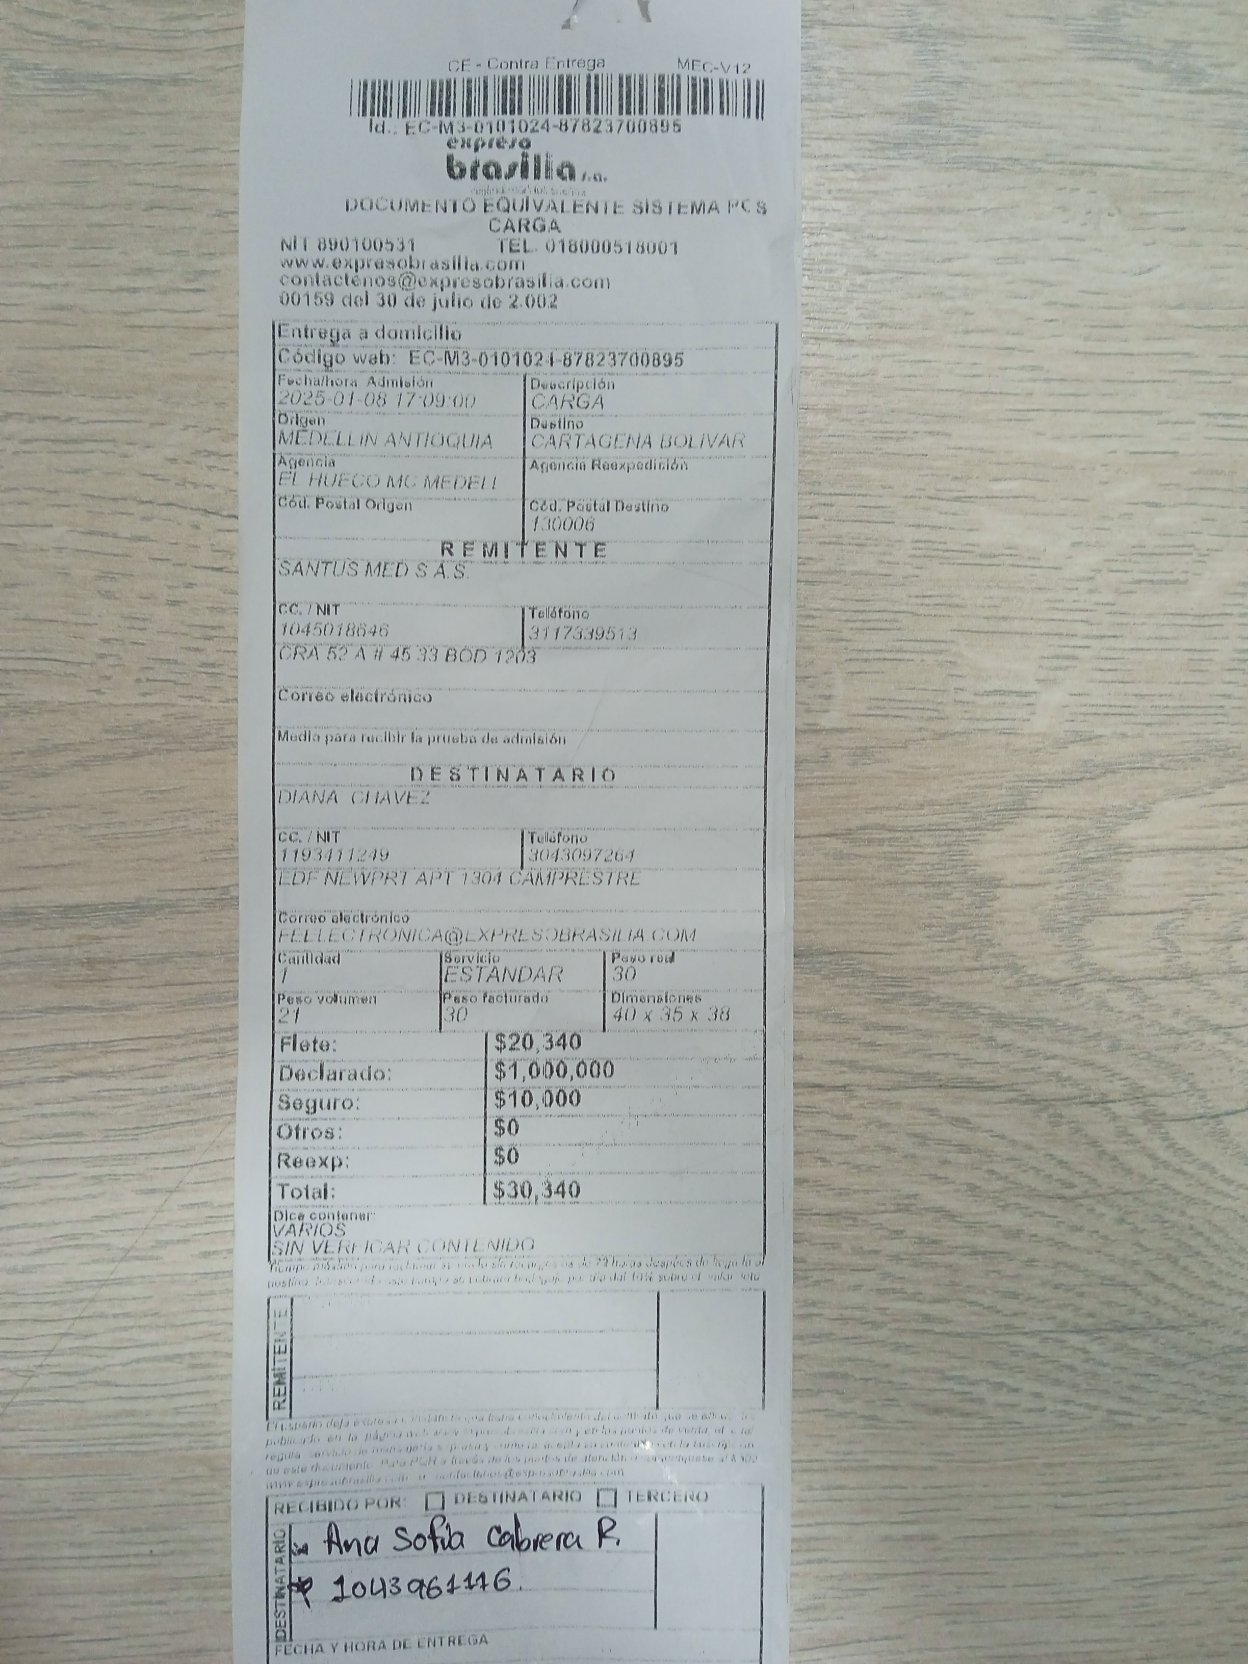 CE - Contra Entrega MEC-V12
Id.: EC-M3-0101024-87823700895
expreso
brasilia s.a.
DOCUMENTO EQUIVALENTE SISTEMA PCS
CARGA
NIT 890100531 TEL. 018000518001
www.expresobrasilia.com
contactenos@expresobrasilia.com
00159 del 30 de julio de 2.002
Entrega a domicilio
Código web: EC-M3-0101024-87823700895
Fecha/hora Admisión Descripción
2025-01-08 17:09:00 CARGA
Origen Destino
MEDELLIN ANTIOQUIA CARTAGENA BOLIVAR
Agencia Agencia Reexpedición
EL HUECO MC MEDELL
Cód. Postal Origen Cód. Postal Destino
130006
REMITENTE
SANTUS MED S.A.S.
CC. / NIT Teléfono
1045018646 3117339513
CRA 52 A # 45 33 BOD 1203
Correo electrónico
Medio para recibir la prueba de admisión
DESTINATARIO
DIANA CHAVEZ
CC. / NIT Teléfono
1193411249 3043097264
EDF NEWPRT APT 1304 CAMPRESTRE
Correo electrónico
FELLECTRONICA@EXPRESOBRASILIA.COM
Cantidad Servicio Peso real
1 ESTANDAR 30
Peso volumen Peso facturado Dimensiones
21 30 40 x 35 x 38
Flete: $20,340
Declarado: $1,000,000
Seguro: $10,000
Otros: $0
Reexp: $0
Total: $30,340
Dice contener
VARIOS
SIN VERFICAR CONTENIDO
REMITENTE
RECIBIDO POR: DESTINATARIO TERCERO
DESTINATARIO
Ana Sofia Cabrera R.
1043961116.
FECHA Y HORA DE ENTREGA